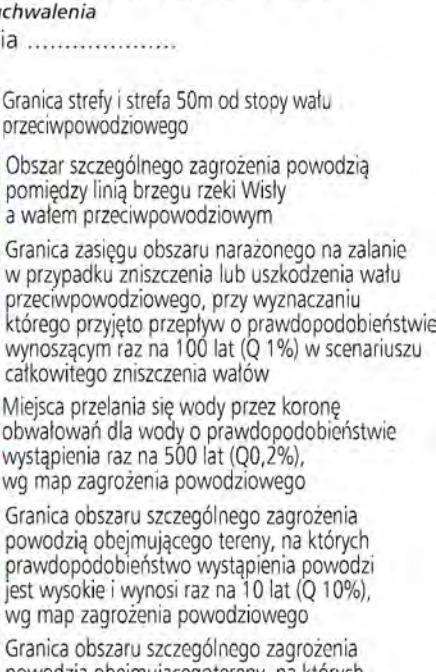 uchwalenia
ia ....................
Granica strefy i strefa 50m od stopy wału
przeciwpowodziowego
Obszar szczególnego zagrożenia powodzią
pomiędzy linią brzegu rzeki Wisły
a wałem przeciwpowodziowym
Granica zasięgu obszaru narażonego na zalanie
w przypadku zniszczenia lub uszkodzenia wału
przeciwpowodziowego, przy wyznaczaniu
którego przyjęto przepływ o prawdopodobieństwie
wynoszącym raz na 100 lat (Q 1%) w scenariuszu
całkowitego zniszczenia wałów
Miejsca przelania się wody przez koronę
obwałowań dla wody o prawdopodobieństwie
wystąpienia raz na 500 lat (Q0,2%),
wg map zagrożenia powodziowego
Granica obszaru szczególnego zagrożenia
powodzią obejmującego tereny, na których
prawdopodobieństwo wystąpienia powodzi
jest wysokie i wynosi raz na 10 lat (Q 10%),
wg map zagrożenia powodziowego
Granica obszaru szczególnego zagrożenia
powodzią obejmującegotereny, na których